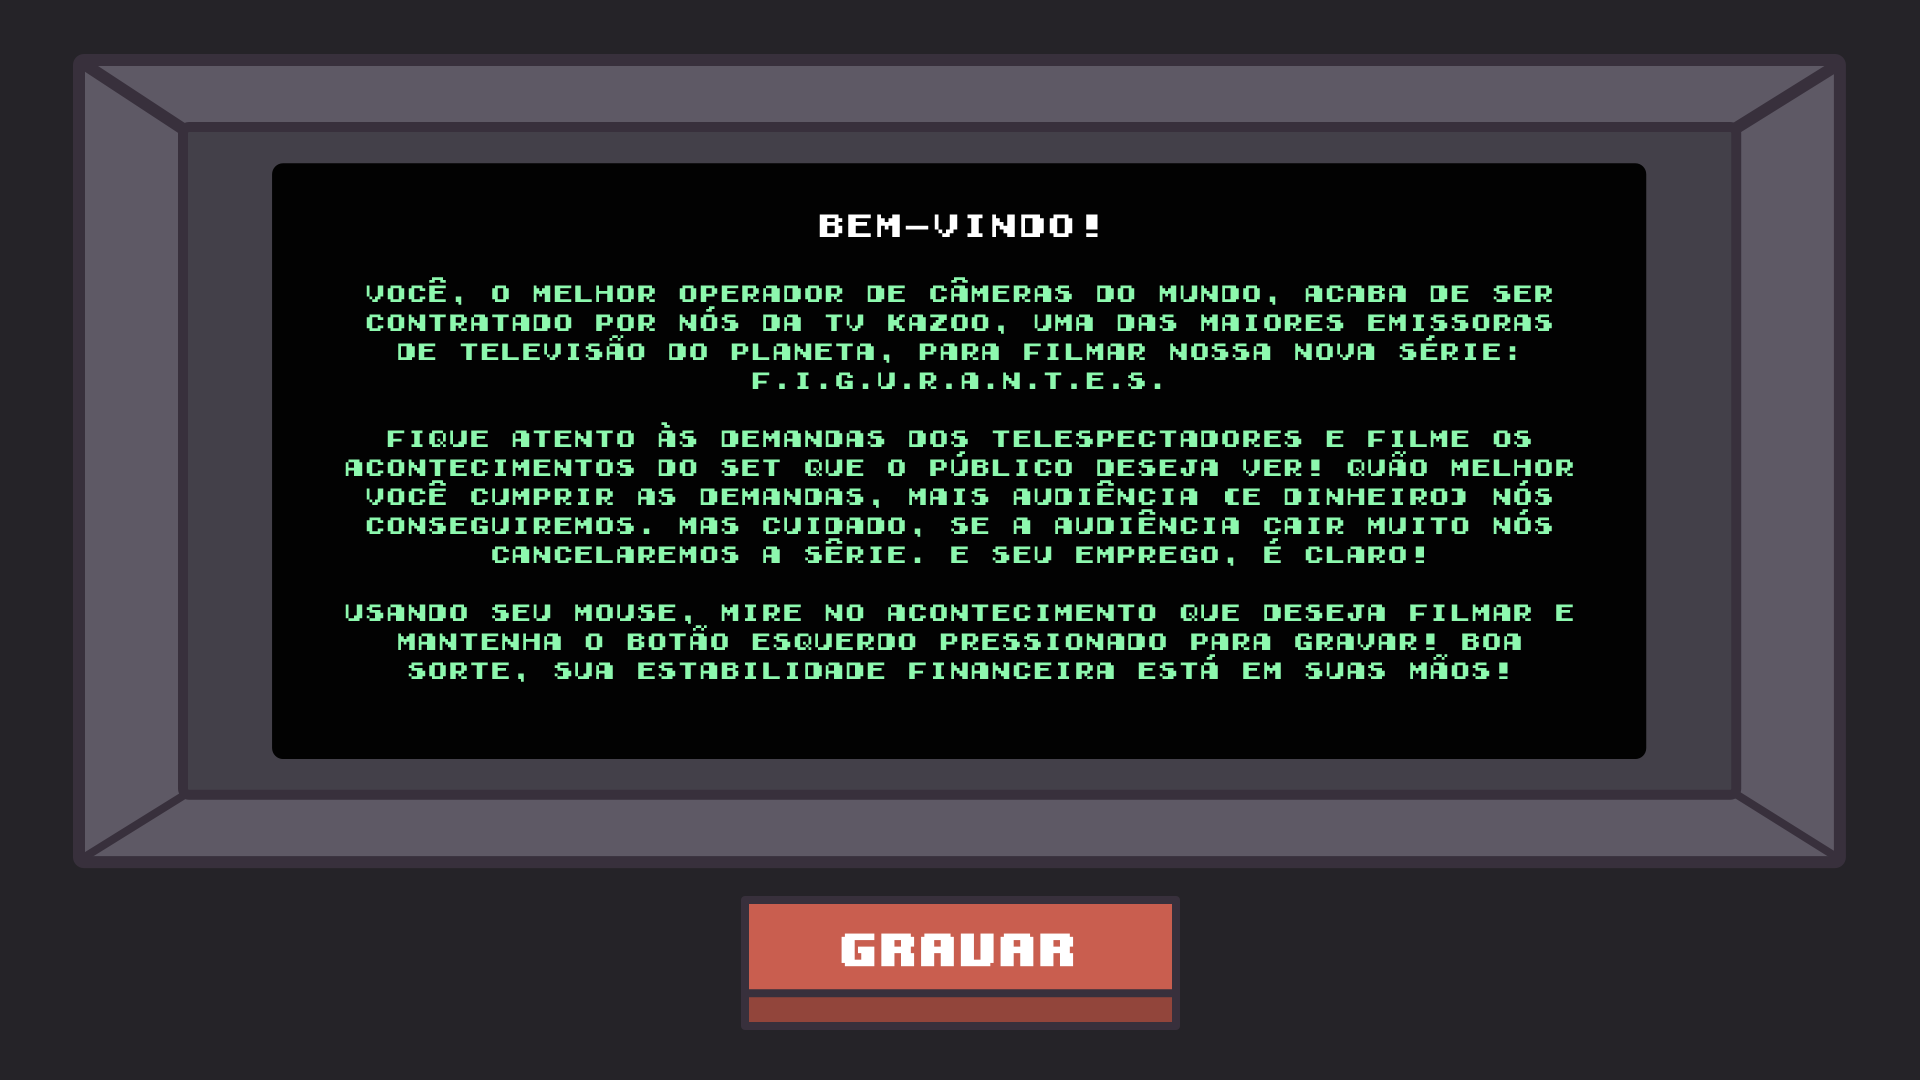 BEM-VINDO!
VOCÊ, O MELHOR OPERADOR DE CÂMERAS DO MUNDO, ACABA DE SER
CONTRATADO POR NÓS DA TV KAZOO, UMA DAS MAIORES EMISSORAS
DE TELEVISÃO DO PLANETA, PARA FILMAR NOSSA NOVA SÉRIE:
F.I.G.U.R.A.N.T.E.S.
FIQUE ATENTO ÀS DEMANDAS DOS TELESPECTADORES E FILME OS
ACONTECIMENTOS DO SET QUE O PÚBLICO DESEJA VER! QUÃO MELHOR
VOCÊ CUMPRIR AS DEMANDAS, MAIS AUDIÊNCIA (E DINHEIRO) NÓS
CONSEGUIREMOS. MAS CUIDADO, SE A AUDIÊNCIA CAIR MUITO NÓS
CANCELAREMOS A SÊRIE. E SEU EMPREGO, É CLARO!
USANDO SEU MOUSE, MIRE NO ACONTECIMENTO QUE DESEJA FILMAR E
MANTENHA O BOTÃO ESQUERDO PRESSIONADO PARA GRAVAR! BOA
SORTE, SUA ESTABILIDADE FINANCEIRA ESTÁ EM SUAS MÃOS!
GRAVAR